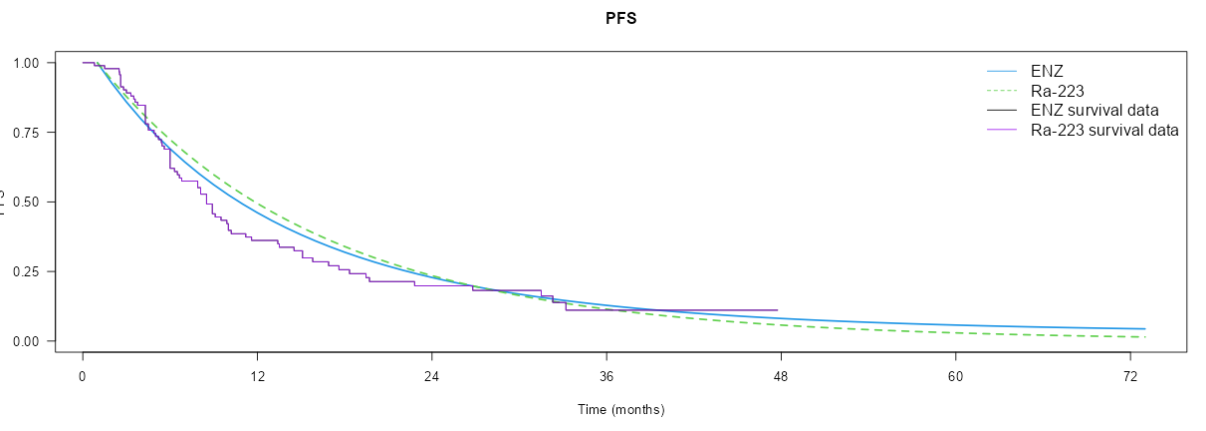 PFS
1.00
0.75
0.50
0.25
0.00
ENZ
Ra-223
ENZ survival data
Ra-223 survival data
0 12 24 36 48 60 72
Time (months)